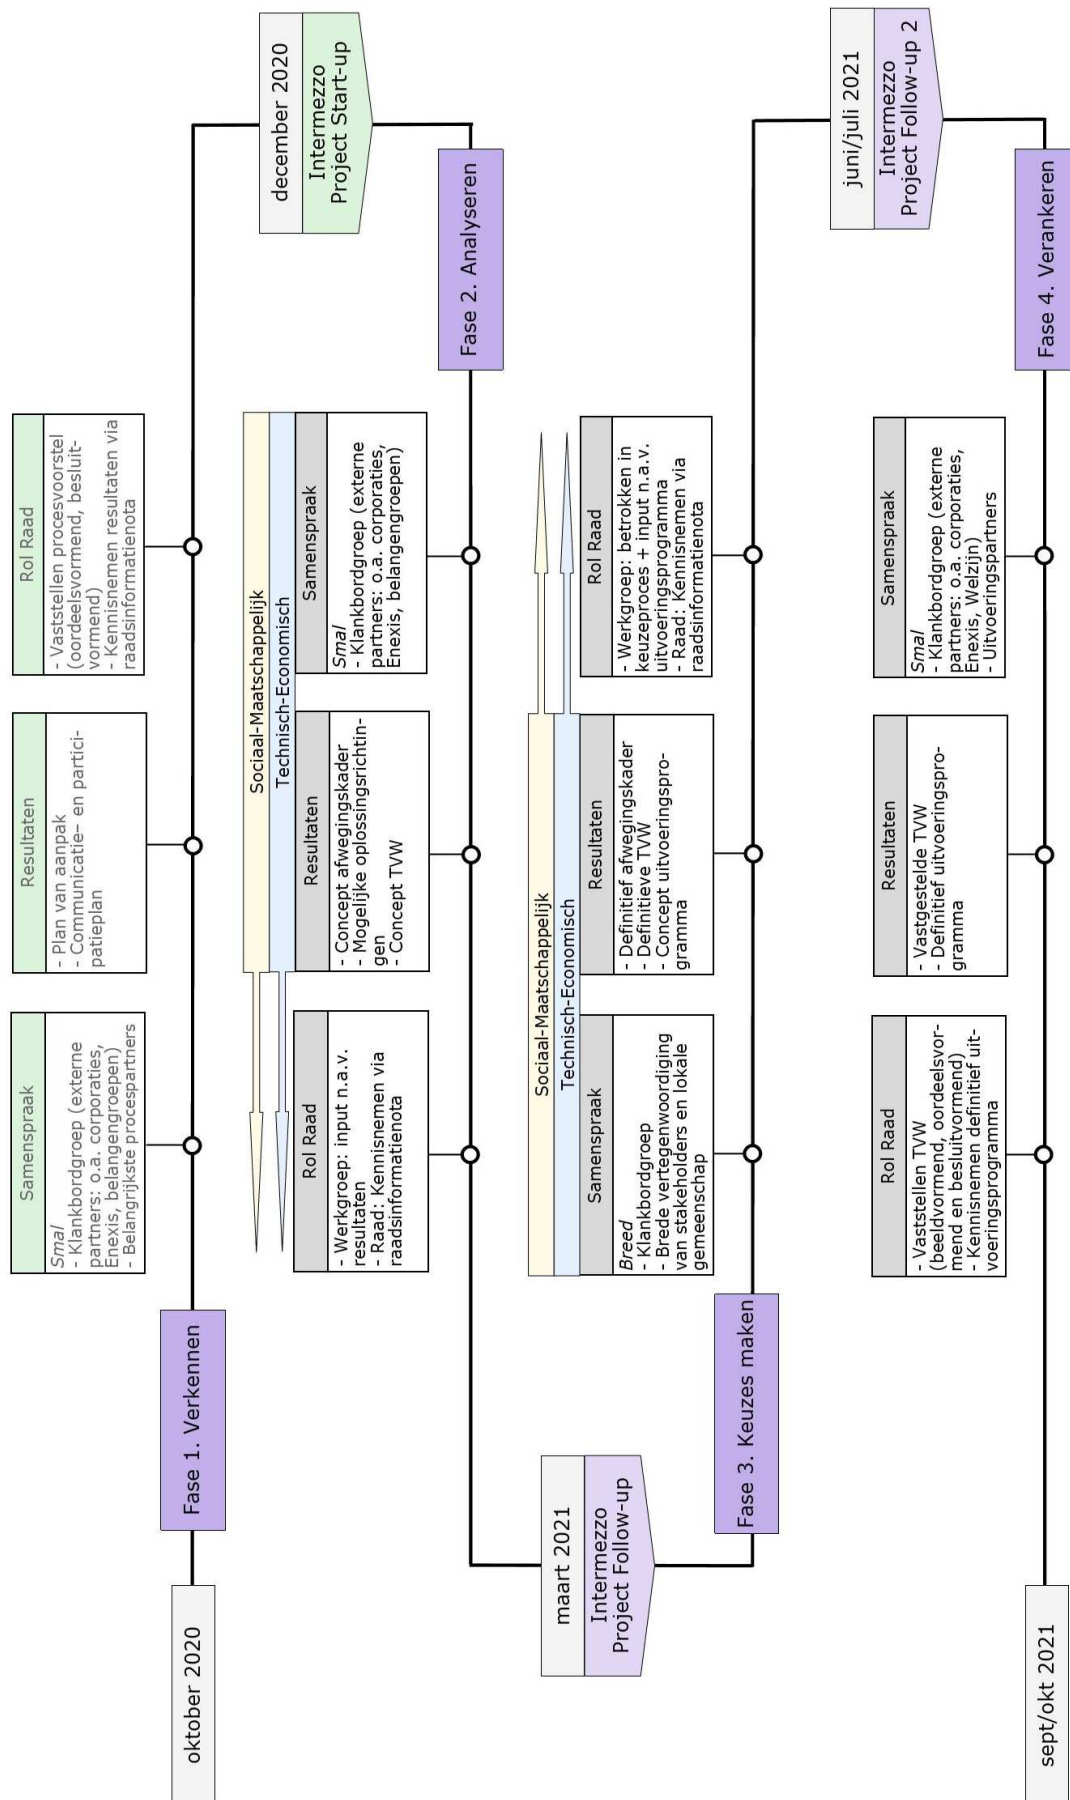 oktober 2020
Fase 1. Verkennen
Samenspraak
Smal
- Klankbordgroep (externe
partners: o.a. corporaties,
Enexis, belangengroepen)
- Belangrijkste procespartners
Resultaten
- Plan van aanpak
- Communicatie- en partici-
patieplan
Rol Raad
- Vaststellen procesvoorstel
(oordeelsvormend, besluit-
vormend)
- Kennisnemen resultaten via
raadsinformatienota
december 2020
Intermezzo
Project Start-up
Fase 2. Analyseren
Sociaal-Maatschappelijk
Technisch-Economisch
Samenspraak
Smal
- Klankbordgroep (externe
partners: o.a. corporaties,
Enexis, belangengroepen)
Resultaten
- Concept afwegingskader
- Mogelijke oplossingsrichtin-
gen
- Concept TVW
Rol Raad
- Werkgroep: input n.a.v.
resultaten
- Raad: Kennisnemen via
raadsinformatienota
maart 2021
Intermezzo
Project Follow-up
Fase 3. Keuzes maken
Sociaal-Maatschappelijk
Technisch-Economisch
Samenspraak
Breed
- Klankbordgroep
- Brede vertegenwoordiging
van stakeholders en lokale
gemeenschap
Resultaten
- Definitief afwegingskader
- Definitieve TVW
- Concept uitvoeringspro-
gramma
Rol Raad
- Werkgroep: betrokken in
keuzeproces + input n.a.v.
uitvoeringsprogramma
- Raad: Kennisnemen via
raadsinformatienota
juni/juli 2021
Intermezzo
Project Follow-up 2
Fase 4. Verankeren
Samenspraak
Smal
- Klankbordgroep (externe
partners: o.a. corporaties,
Enexis, Welzijn)
- Uitvoeringspartners
Resultaten
- Vastgestelde TVW
- Definitief uitvoeringspro-
gramma
Rol Raad
- Vaststellen TVW
(beeldvormend, oordeelsvor-
mend en besluitvormend)
- Kennisnemen definitief uit-
voeringsprogramma
sept/okt 2021